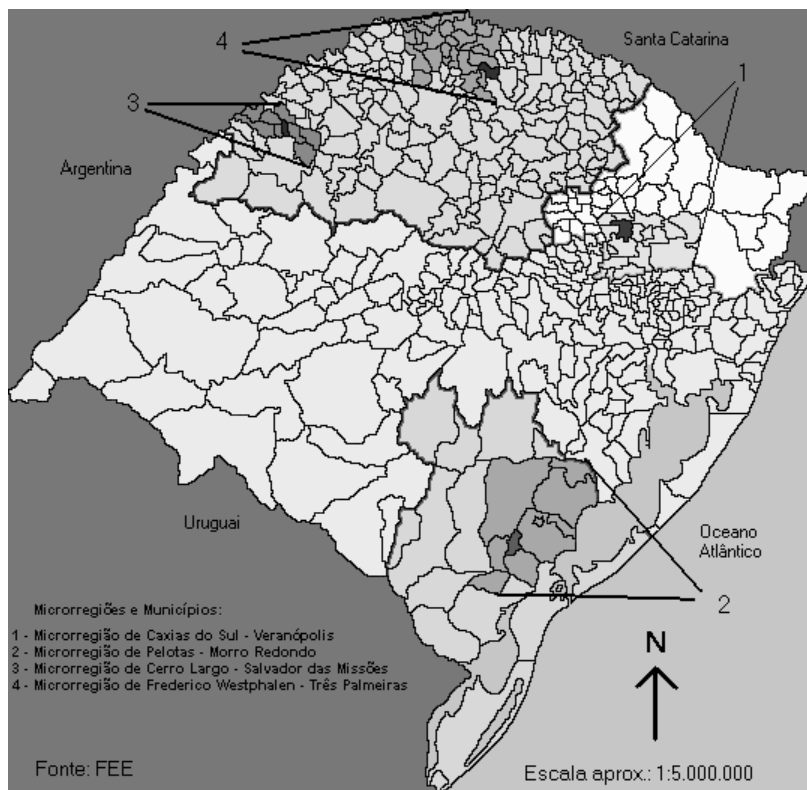 4
Santa Catarina
1
3
Argentina
Uruguai
Oceano
Atlântico
2
Microrregiões e Municípios:
1 - Microrregião de Caxias do Sul - Veranópolis
2 - Microrregião de Pelotas - Morro Redondo
3 - Microrregião de Cerro Largo - Salvador das Missões
4 - Microrregião de Frederico Westphalen - Três Palmeiras
N
Fonte: FEE
Escala aprox.: 1:5.000.000